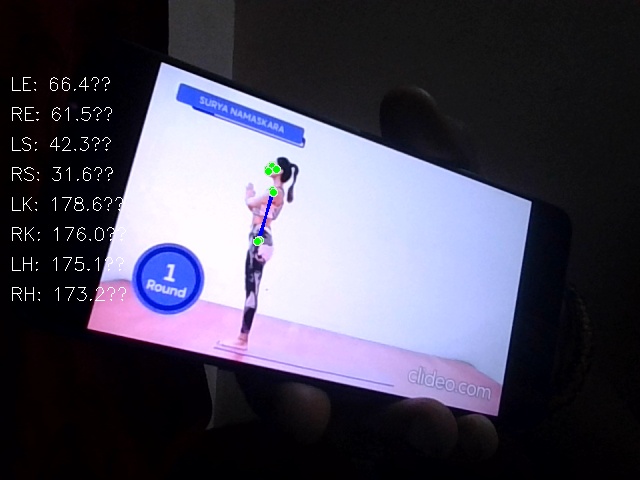 LE: 66.4??
RE: 61.5??
LS: 42.3??
RS: 31.6??
LK: 178.6??
RK: 176.0??
LH: 175.1??
RH: 173.2??
SURYA NAMASKARA
1
Round
clideo.com